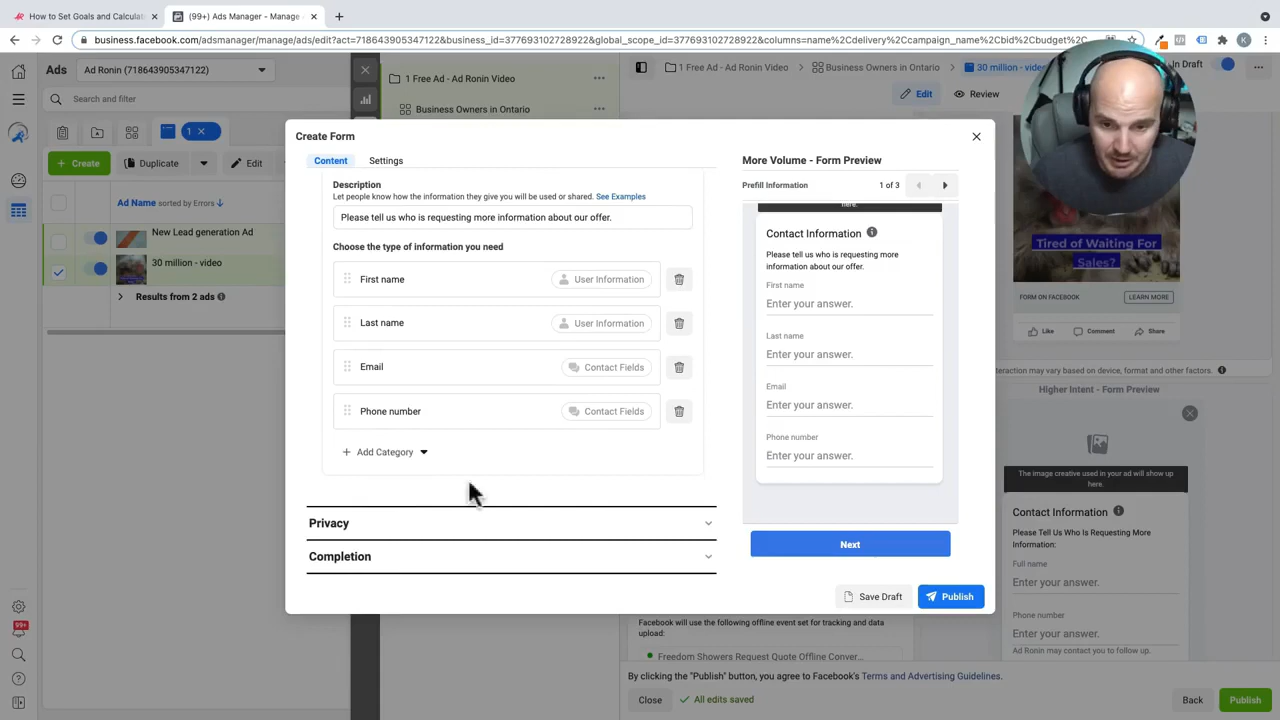 How to Set Goals and Calculat
(99+) Ads Manager - Manage
business.facebook.com/adsmanager/manage/ads/edit?act=718643905347122&business_id=377693102728922&global_scope_id=377693102728922&columns=name%2Cdelivery%2Ccampaign_name%2Cbid%2Cbudget%2C
K
Ads
Ad Ronin (718643905347122)
Search and filter
1
Create
Duplicate
Edit
Ad Name sorted by Errors
New Lead generation Ad
30 million - video
Results from 2 ads
99+
1 Free Ad - Ad Ronin Video
Business Owners in Ontario
1 Free Ad - Ad Ronin Video
Business Owners in Ontario
30 million - video
In Draft
Edit
Review
Create Form
Content
Settings
Description
Let people know how the information they give you will be used or shared. See Examples
Please tell us who is requesting more information about our offer.
Choose the type of information you need
First name
User Information
Last name
User Information
Email
Contact Fields
Phone number
Contact Fields
Add Category
Privacy
Completion
More Volume - Form Preview
Prefill Information
1 of 3
here.
Contact Information
Please tell us who is requesting more
information about our offer.
First name
Enter your answer.
Last name
Enter your answer.
Email
Enter your answer.
Phone number
Enter your answer.
Next
Save Draft
Publish
Tired of Waiting For
Sales?
FORM ON FACEBOOK
LEARN MORE
Like
Comment
Share
teraction may vary based on device, format and other factors.
Higher Intent - Form Preview
The image creative used in your ad will show up
here.
Contact Information
Please Tell Us Who Is Requesting More
Information:
Full name
Enter your answer.
Phone number
Enter your answer.
Ad Ronin may contact you to follow up.
Facebook will use the following offline event set for tracking and data
upload:
Freedom Showers Request Quote Offline Conver...
By clicking the "Publish" button, you agree to Facebook's Terms and Advertising Guidelines.
Close
All edits saved
Back
Publish